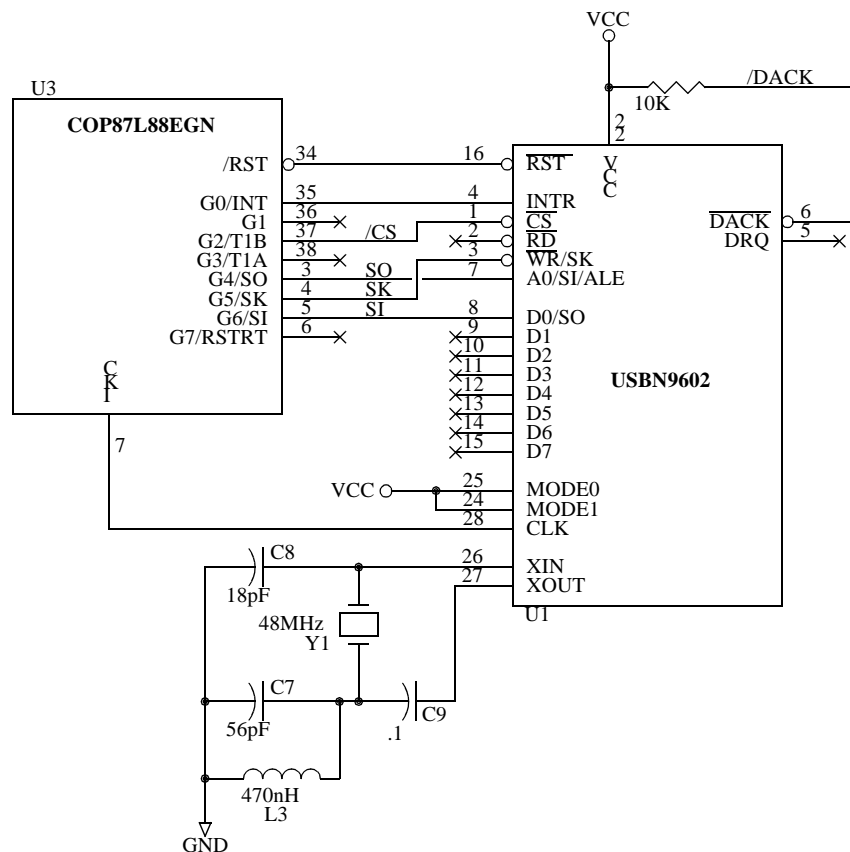 VCC
/DACK
10K
U3
COP87L88EGN
2
2
/RST
34
16
RST
V
C
C
G0/INT
35
4
INTR
G1
36
1
CS
6
DACK
G2/T1B
37
/CS
2
RD
5
DRQ
G3/T1A
38
3
WR/SK
G4/SO
3
SO
7
A0/SI/ALE
G5/SK
4
SK
G6/SI
5
SI
8
D0/SO
G7/RSTRT
6
9
D1
10
D2
11
D3
12
D4
13
D5
14
D6
15
D7
USBN9602
C
K
I
7
VCC
25
MODE0
24
MODE1
28
CLK
C8
18pF
26
XIN
27
XOUT
U1
48MHz
Y1
C7
56pF
C9
.1
470nH
L3
GND